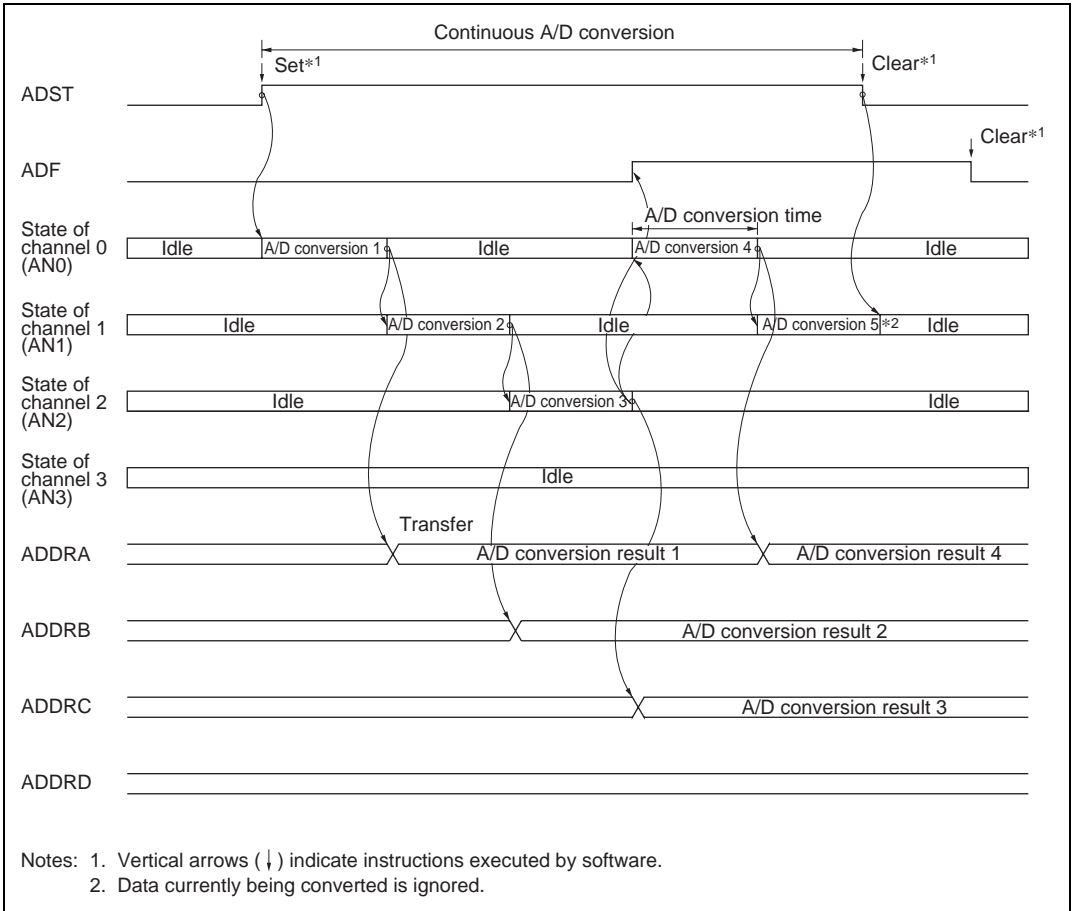 Continuous A/D conversion
Set*1
Clear*1
ADST
Clear*1
ADF
A/D conversion time
State of
channel 0
(AN0)
Idle
A/D conversion 1
Idle
A/D conversion 4
Idle
State of
channel 1
(AN1)
Idle
A/D conversion 2
Idle
A/D conversion 5*2
Idle
State of
channel 2
(AN2)
Idle
A/D conversion 3
Idle
State of
channel 3
(AN3)
Idle
Transfer
ADDRA
A/D conversion result 1
A/D conversion result 4
ADDRB
A/D conversion result 2
ADDRC
A/D conversion result 3
ADDRD
Notes: 1. Vertical arrows (↓) indicate instructions executed by software.
2. Data currently being converted is ignored.